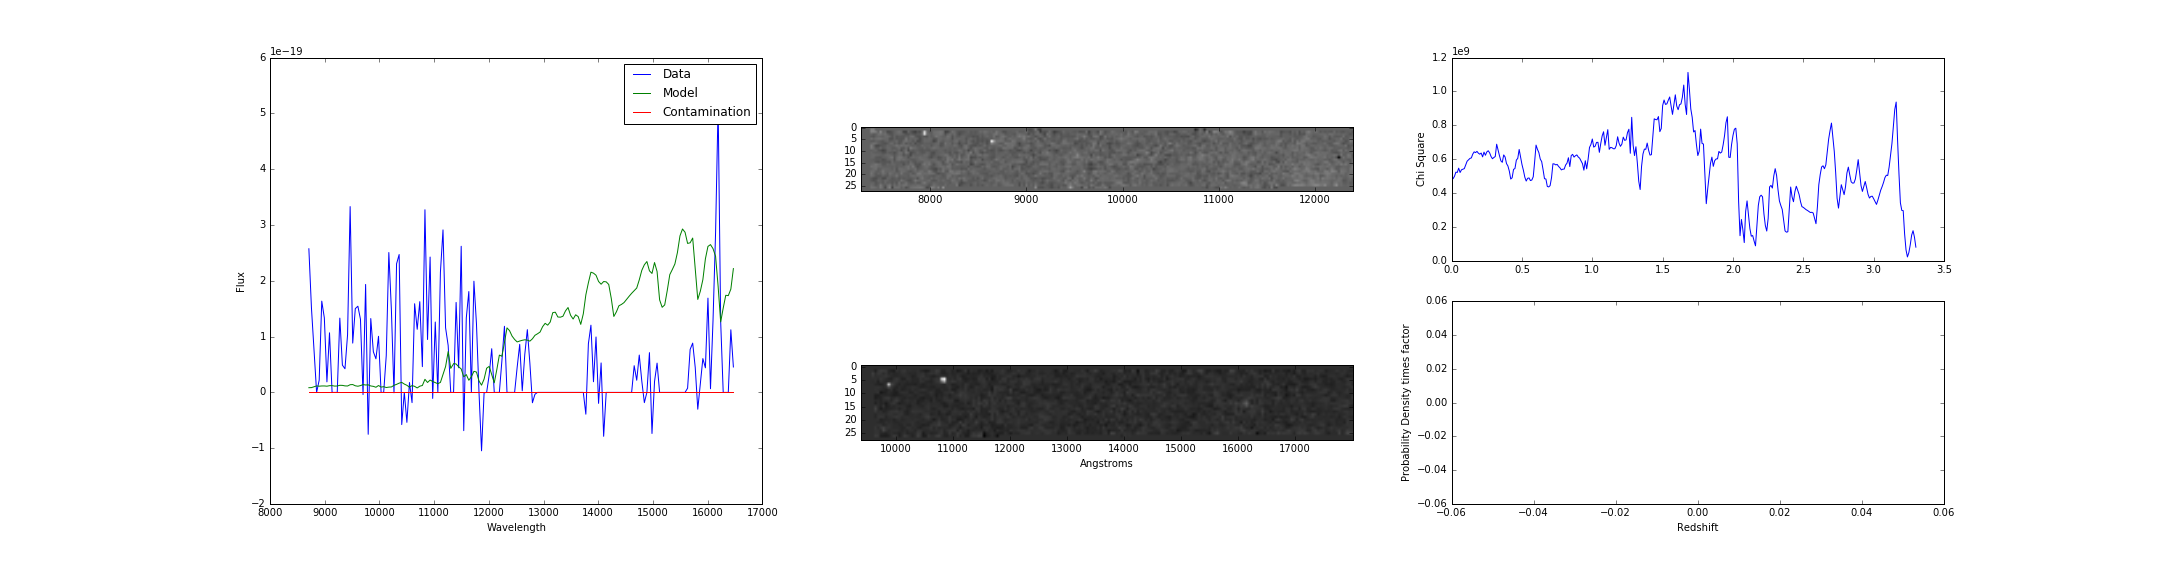 1e−19
6
5
4
3
2
1
0
−1
−2
8000 9000 10000 11000 12000 13000 14000 15000 16000 17000
Wavelength
Flux
Data
Model
Contamination
0
5
10
15
20
25
8000 9000 10000 11000 12000
0
5
10
15
20
25
10000 11000 12000 13000 14000 15000 16000 17000
Angstroms
1e9
1.2
1.0
0.8
0.6
0.4
0.2
0.0
0.0 0.5 1.0 1.5 2.0 2.5 3.0 3.5
Chi Square
0.06
0.04
0.02
0.00
−0.02
−0.04
−0.06
−0.06 −0.04 −0.02 0.00 0.02 0.04 0.06
Redshift
Probability Density times factor